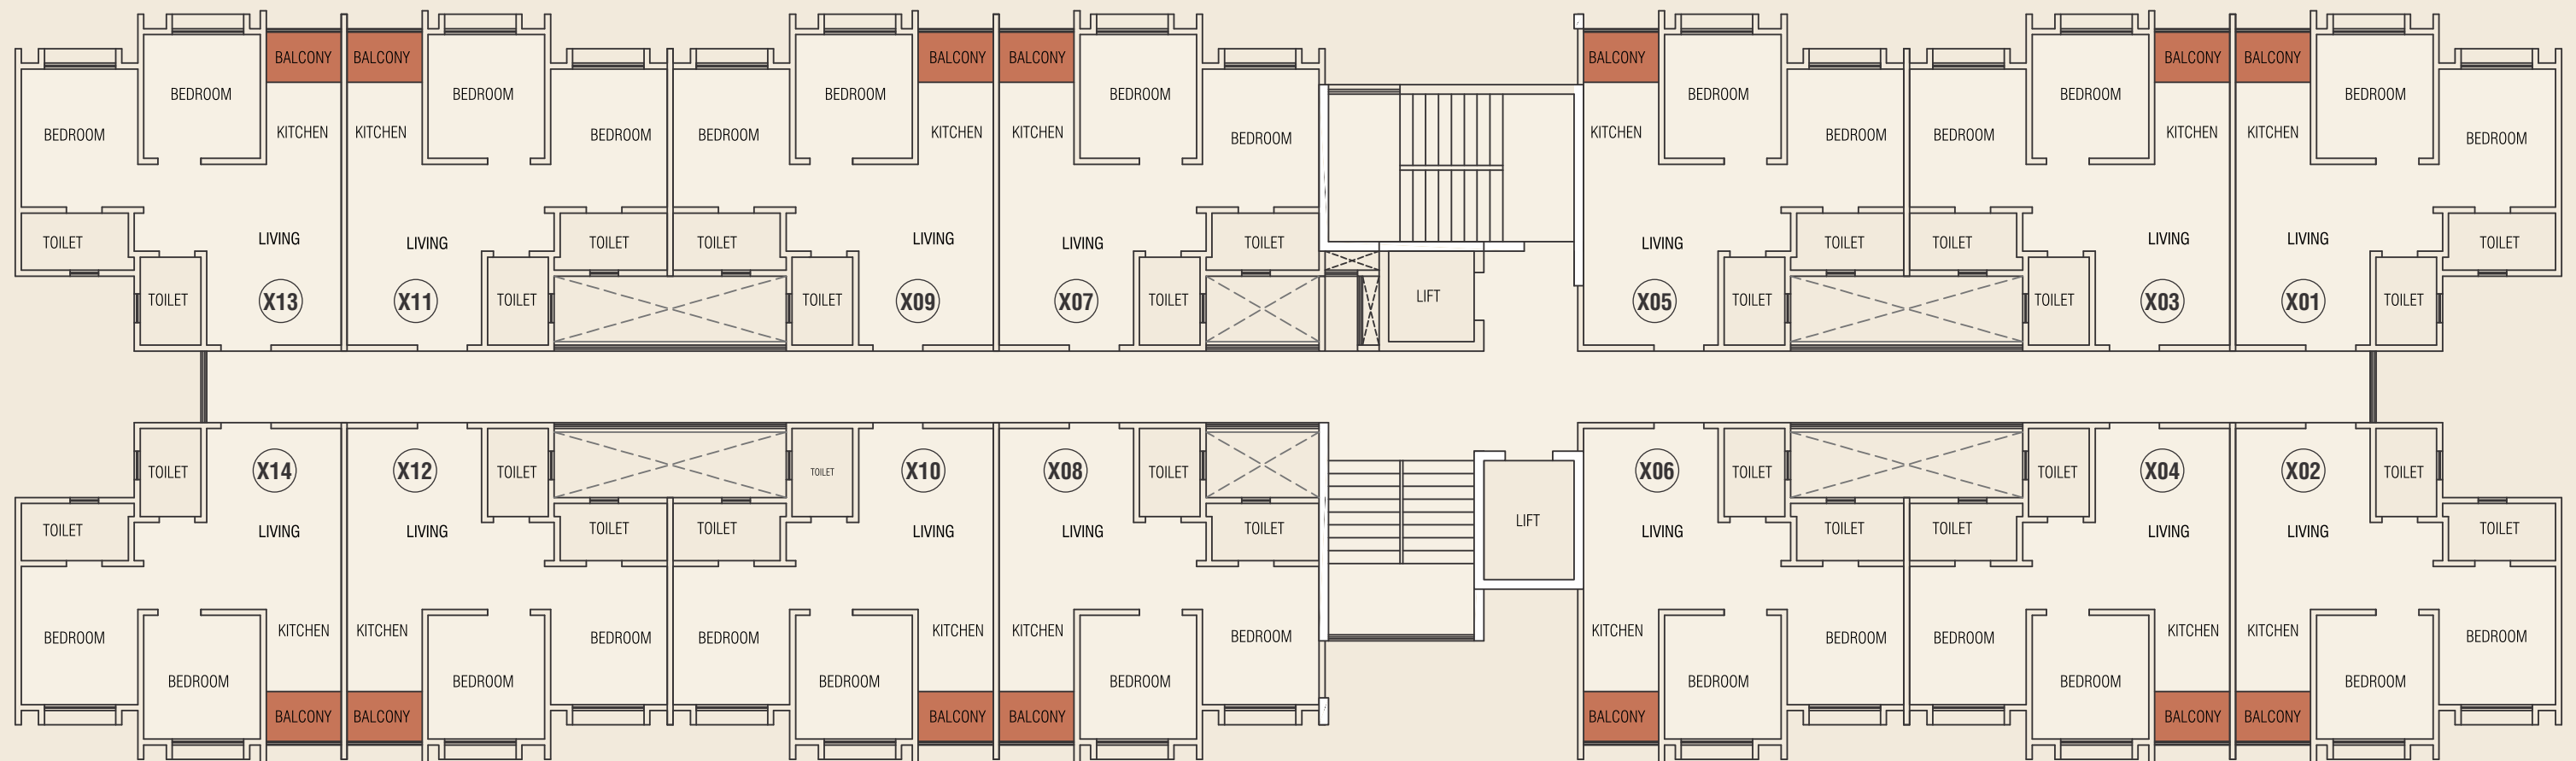 BALCONY BALCONY BALCONY BALCONY BALCONY BALCONY BALCONY
BEDROOM BEDROOM BEDROOM BEDROOM BEDROOM BEDROOM BEDROOM
BEDROOM KITCHEN KITCHEN BEDROOM BEDROOM KITCHEN KITCHEN BEDROOM KITCHEN BEDROOM BEDROOM KITCHEN KITCHEN BEDROOM
TOILET LIVING LIVING TOILET TOILET LIVING LIVING TOILET LIVING TOILET TOILET LIVING LIVING TOILET
TOILET X13 X11 TOILET TOILET X09 X07 TOILET LIFT X05 TOILET TOILET X03 X01 TOILET
TOILET X14 X12 TOILET TOILET X10 X08 TOILET X06 TOILET TOILET X04 X02 TOILET
TOILET LIVING LIVING TOILET TOILET LIVING LIVING TOILET LIFT LIVING TOILET TOILET LIVING LIVING TOILET
BEDROOM KITCHEN KITCHEN BEDROOM BEDROOM KITCHEN KITCHEN BEDROOM KITCHEN BEDROOM BEDROOM KITCHEN KITCHEN BEDROOM
BEDROOM BEDROOM BEDROOM BEDROOM BEDROOM BEDROOM BEDROOM
BALCONY BALCONY BALCONY BALCONY BALCONY BALCONY BALCONY